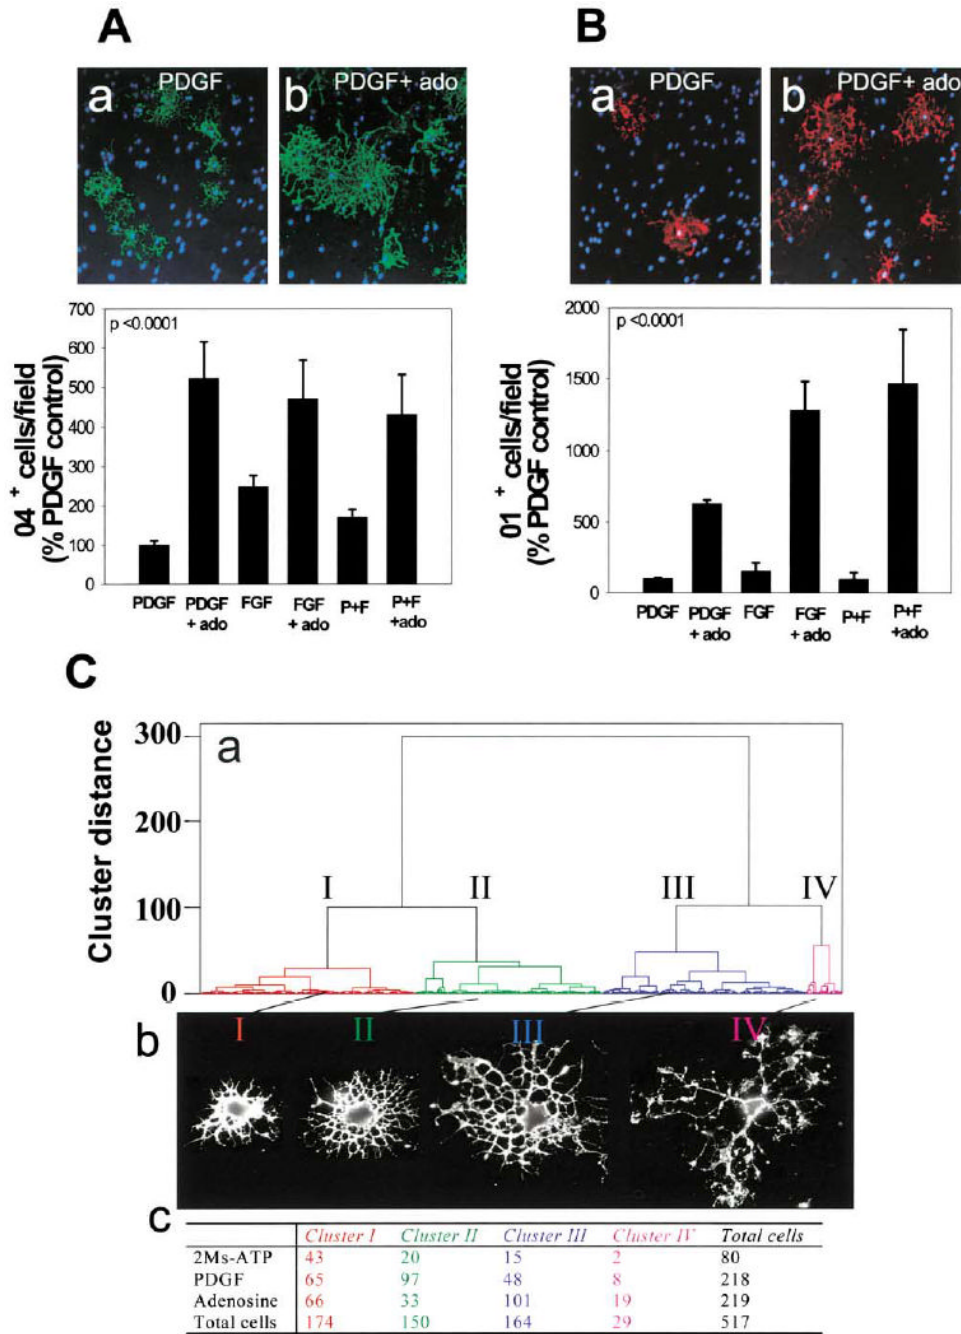 A
B
a PDGF
b PDGF+ ado
a PDGF
b PDGF+ ado
700
600
500
400
300
200
100
0
p <0.0001
04 + cells/field
(% PDGF control)
PDGF
PDGF + ado
FGF
FGF + ado
P+F
P+F +ado
2000
1500
1000
500
0
p <0.0001
01 + cells/field
(% PDGF control)
PDGF
PDGF + ado
FGF
FGF + ado
P+F
P+F +ado
C
Cluster distance
300
200
100
0
a
I II III IV
b
I II III IV
c
Cluster I Cluster II Cluster III Cluster IV Total cells
2Ms-ATP 43 20 15 2 80
PDGF 65 97 48 8 218
Adenosine 66 33 101 19 219
Total cells 174 150 164 29 517